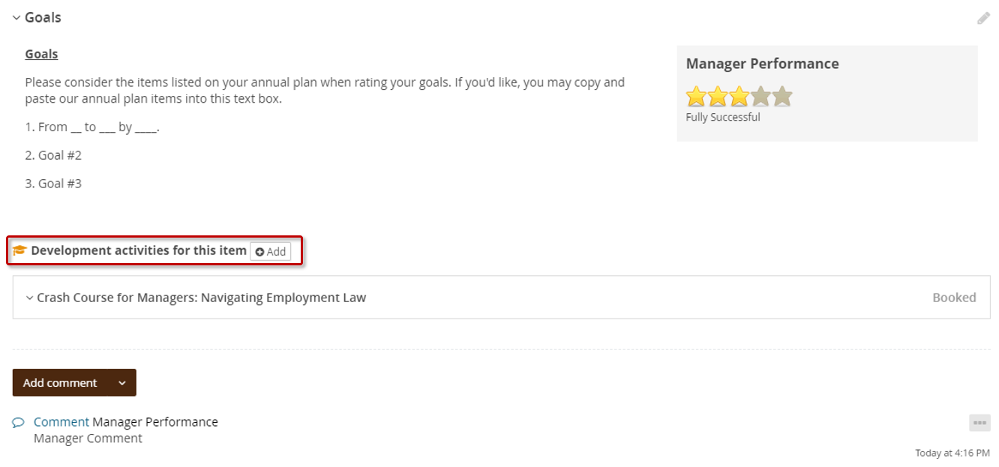 Goals
Goals
Please consider the items listed on your annual plan when rating your goals. If you'd like, you may copy and
paste our annual plan items into this text box.
1. From __ to ___ by ____.
2. Goal #2
3. Goal #3
Manager Performance
Fully Successful
Development activities for this item Add
Crash Course for Managers: Navigating Employment Law Booked
Add comment
Comment Manager Performance
Manager Comment
Today at 4:16 PM